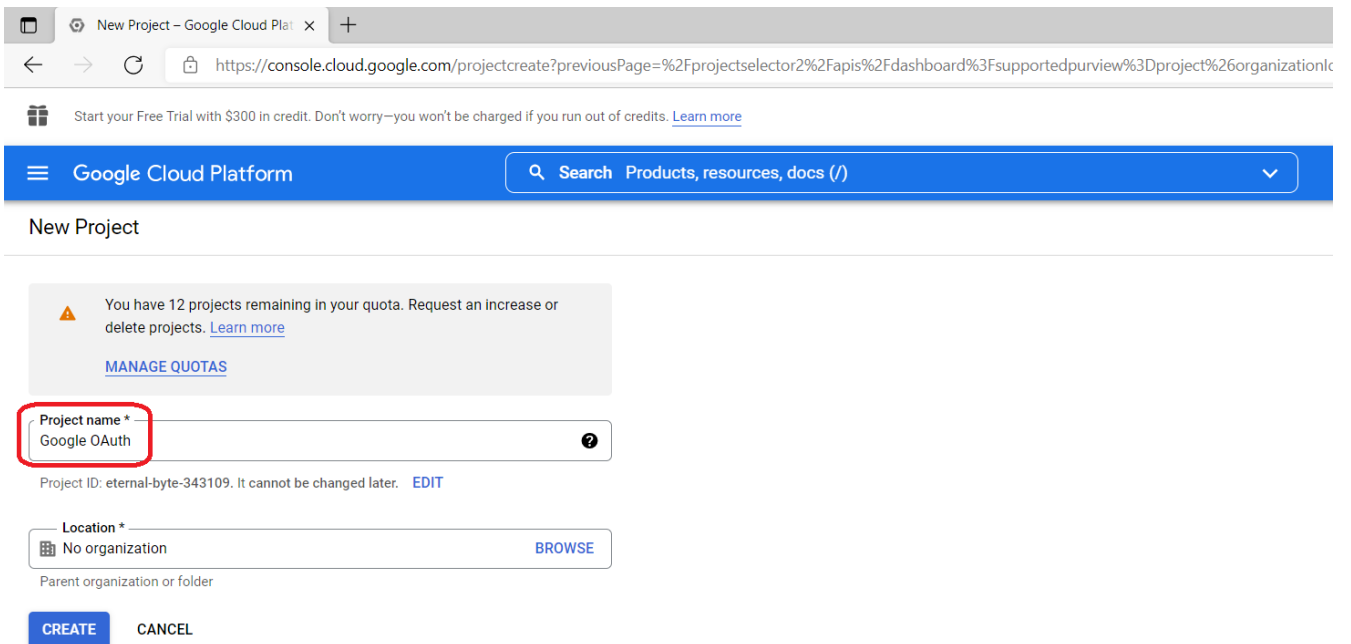 New Project – Google Cloud Plat
https://console.cloud.google.com/projectcreate?previousPage=%2Fprojectselector2%2Fapis%2Fdashboard%3Fsupportedpurview%3Dproject%26organizationId
Start your Free Trial with $300 in credit. Don't worry—you won't be charged if you run out of credits. Learn more
Google Cloud Platform
Search Products, resources, docs (/)
New Project
You have 12 projects remaining in your quota. Request an increase or
delete projects. Learn more
MANAGE QUOTAS
Project name *
Google OAuth
Project ID: eternal-byte-343109. It cannot be changed later. EDIT
Location *
No organization BROWSE
Parent organization or folder
CREATE CANCEL